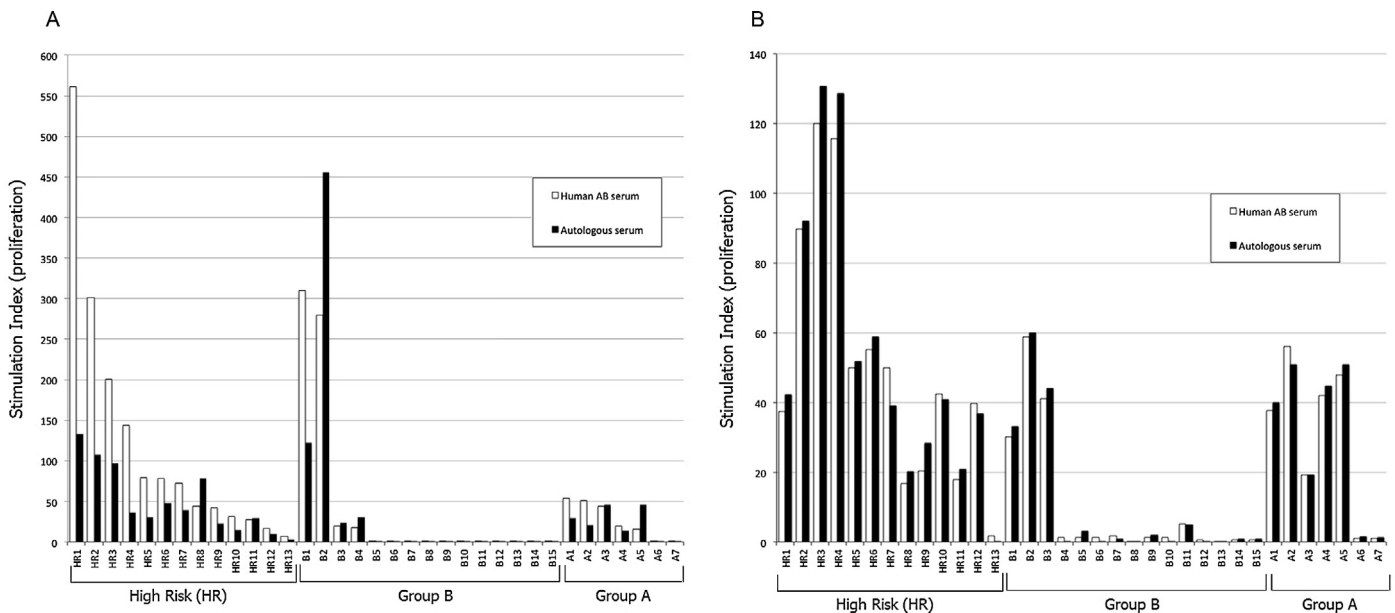 A
Stimulation Index (proliferation)
600
550
500
450
400
350
300
250
200
150
100
50
0
Human AB serum
Autologous serum
HR1 HR2 HR3 HR4 HR5 HR6 HR7 HR8 HR9 HR10 HR11 HR12 HR13 B1 B2 B3 B4 B5 B6 B7 B8 B9 B10 B11 B12 B13 B14 B15 A1 A2 A3 A4 A5 A6 A7
High Risk (HR) Group B Group A
B
Stimulation Index (proliferation)
140
120
100
80
60
40
20
0
Human AB serum
Autologous serum
HR1 HR2 HR3 HR4 HR5 HR6 HR7 HR8 HR9 HR10 HR11 HR12 HR13 B1 B2 B3 B4 B5 B6 B7 B8 B9 B10 B11 B12 B13 B14 B15 A1 A2 A3 A4 A5 A6 A7
High Risk (HR) Group B Group A